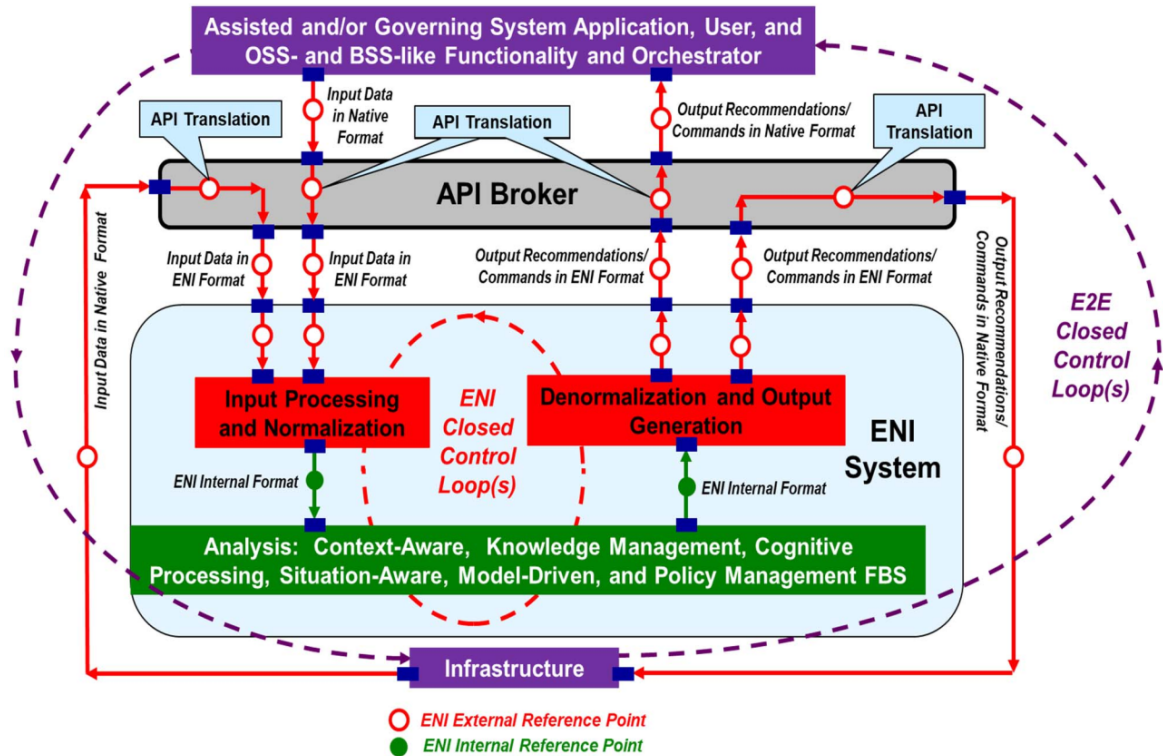 Assisted and/or Governing System Application, User, and
OSS- and BSS-like Functionality and Orchestrator
Input Data
in Native
Format
Output Recommendations/
Commands in Native Format
API Translation
API Translation
API
Translation
API Broker
Input Data in
ENI Format
Input Data in
ENI Format
Output Recommendations/
Commands in ENI Format
Output Recommendations/
Commands in ENI Format
Input Data in Native Format
Output Recommendations/
Commands in Native Format
E2E
Closed
Control
Loop(s)
Input Processing
and Normalization
ENI
Closed
Control
Loop(s)
Denormalization and Output
Generation
ENI
System
ENI Internal Format
ENI Internal Format
Analysis: Context-Aware, Knowledge Management, Cognitive
Processing, Situation-Aware, Model-Driven, and Policy Management FBS
Infrastructure
ENI External Reference Point
ENI Internal Reference Point